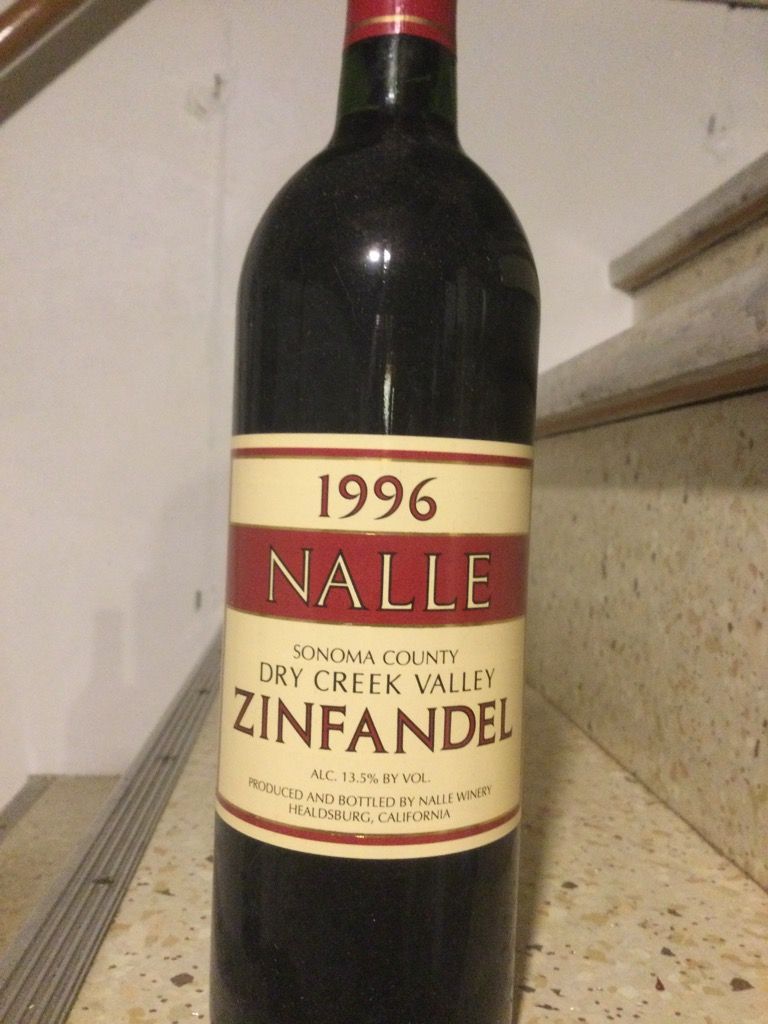 1996
NALLE
SONOMA COUNTY
DRY CREEK VALLEY
ZINFANDEL
ALC. 13.5% BY VOL.
PRODUCED AND BOTTLED BY NALLE WINERY
HEALDSBURG, CALIFORNIA